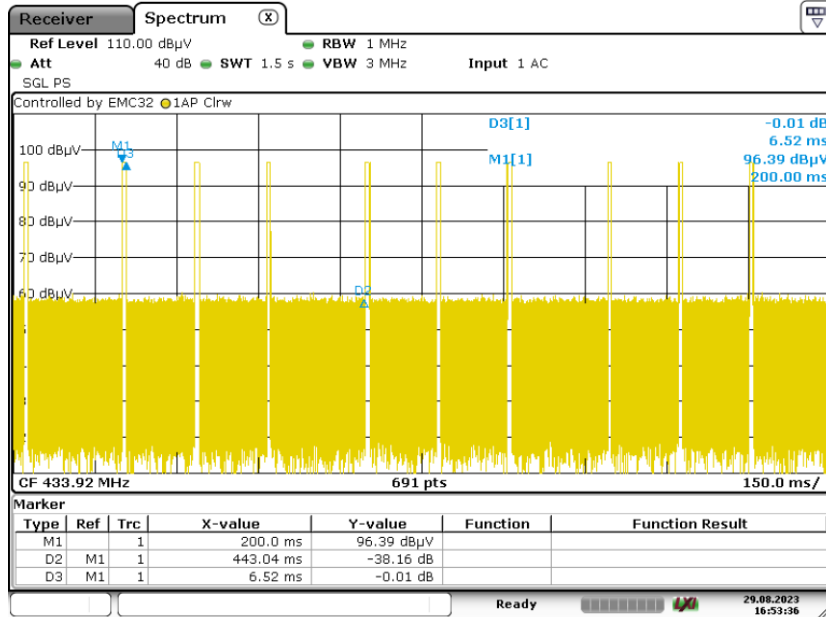 Receiver Spectrum X
Ref Level 110.00 dBµV RBW 1 MHz
Att 40 dB SWT 1.5 s VBW 3 MHz Input 1 AC
SGL PS
Controlled by EMC32 1AP Clrw
D3[1] -0.01 dB
6.52 ms
M1[1] 96.39 dBµV
200.00 ms
100 dBµV
M1
D3
90 dBµV
80 dBµV
70 dBµV
60 dBµV
D2
CF 433.92 MHz 691 pts 150.0 ms/
Marker
Type Ref Trc X-value Y-value Function Function Result
M1 1 200.0 ms 96.39 dBµV
D2 M1 1 443.04 ms -38.16 dB
D3 M1 1 6.52 ms -0.01 dB
Ready LXI 29.08.2023
16:53:36